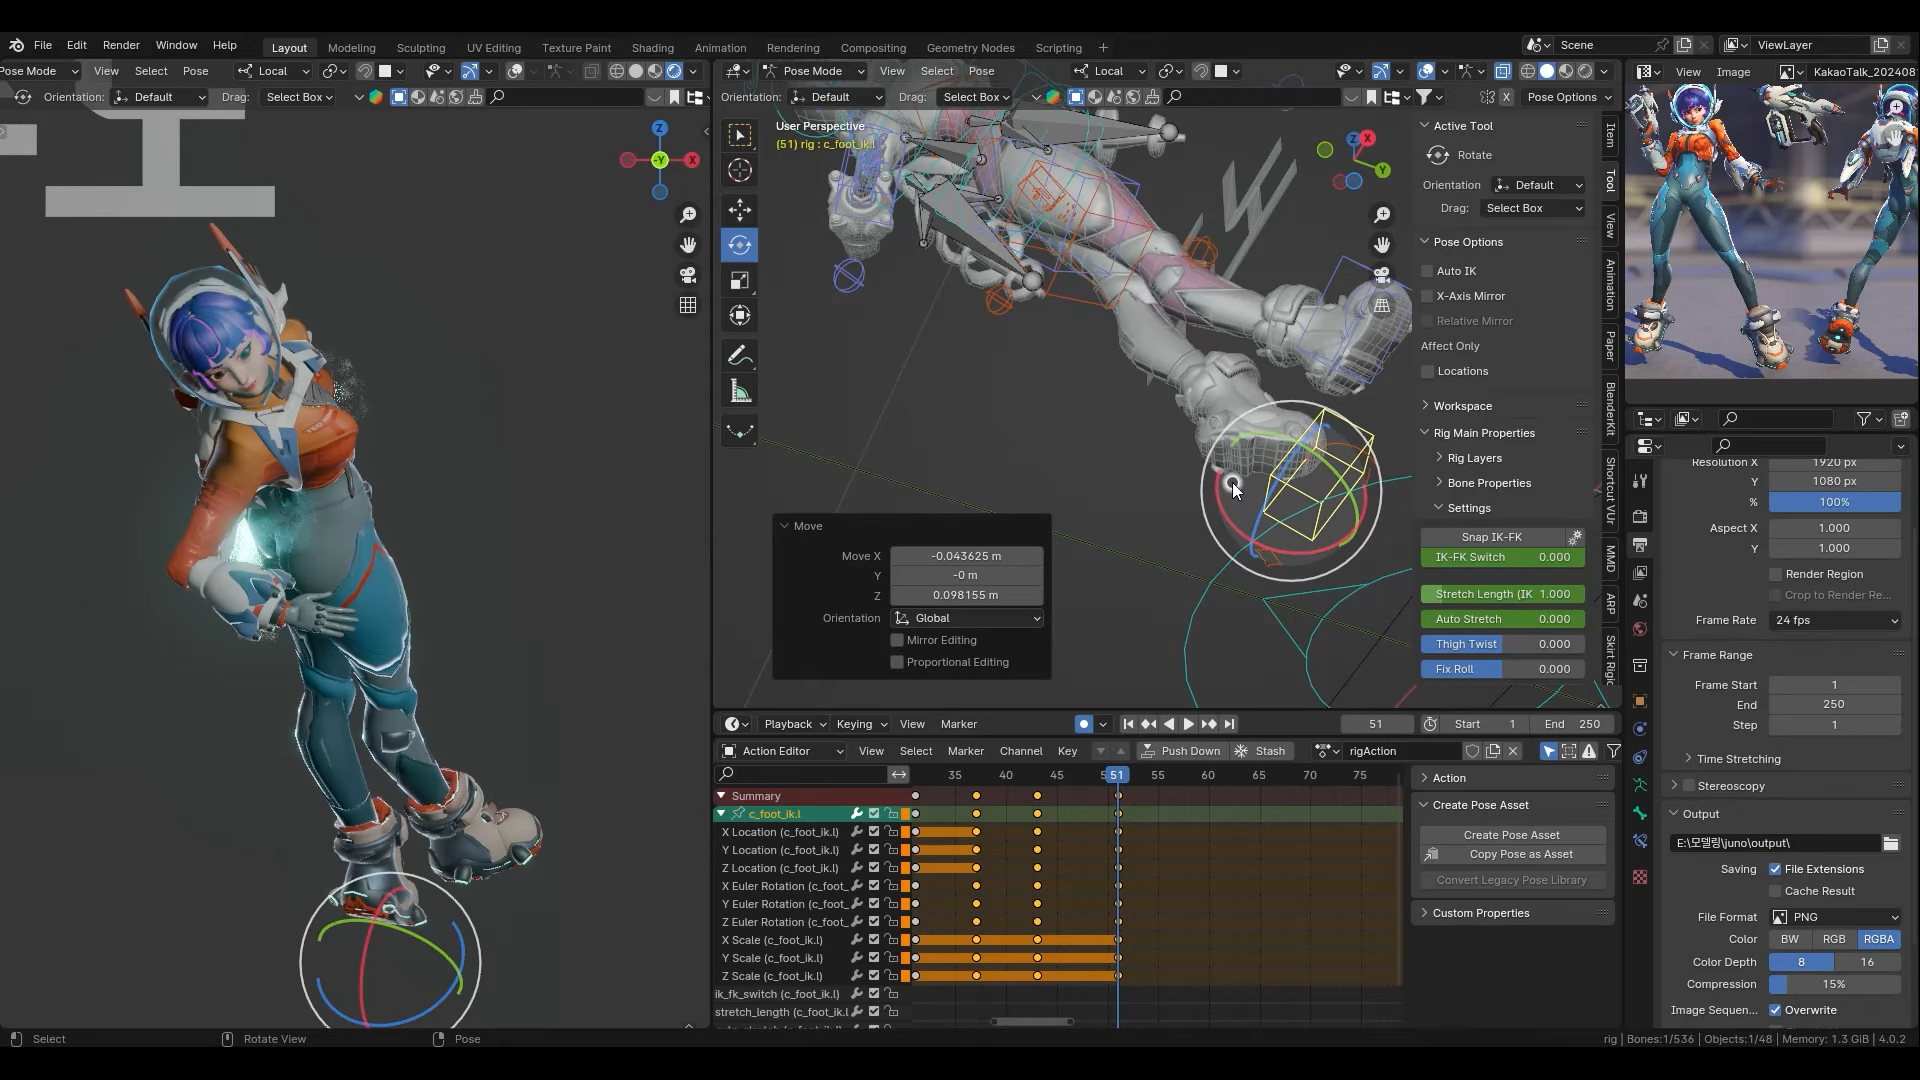 File Edit Render Window Help Layout Modeling Sculpting UV Editing Texture Paint Shading Animation Rendering Compositing Geometry Nodes Scripting + Scene ViewLayer
Pose Mode View Select Pose Local
Pose Mode View Select Pose Local
View Image KakaoTalk_202408
Orientation: Default Drag: Select Box
Orientation: Default Drag: Select Box X Pose Options
User Perspective
(51) rig : c_foot_ik.l
Z
-Y X
Z X
Y
Active Tool
Rotate
Orientation Default
Drag: Select Box
Pose Options
Auto IK
X-Axis Mirror
Relative Mirror
Affect Only
Locations
Workspace
Rig Main Properties
Rig Layers
Bone Properties
Settings
Snap IK-FK
IK-FK Switch 0.000
Stretch Length (IK 1.000
Auto Stretch 0.000
Thigh Twist 0.000
Fix Roll 0.000
Item
Tool
View
Animation
Paper
BlenderKit
Shortcut VUr
MMD
ARP
Skirt Rigic
Move
Move X -0.043625 m
Y -0 m
Z 0.098155 m
Orientation Global
Mirror Editing
Proportional Editing
Playback Keying View Marker 51 Start 1 End 250
Action Editor View Select Marker Channel Key Push Down Stash rigAction
35 40 45 51 55 60 65 70 75
Summary
c_foot_ik.l
X Location (c_foot_ik.l)
Y Location (c_foot_ik.l)
Z Location (c_foot_ik.l)
X Euler Rotation (c_foot_
Y Euler Rotation (c_foot_
Z Euler Rotation (c_foot_
X Scale (c_foot_ik.l)
Y Scale (c_foot_ik.l)
Z Scale (c_foot_ik.l)
ik_fk_switch (c_foot_ik.l)
stretch_length (c_foot_ik.l
Action
Create Pose Asset
Create Pose Asset
Copy Pose as Asset
Convert Legacy Pose Library
Custom Properties
Resolution X 1920 px
Y 1080 px
% 100%
Aspect X 1.000
Y 1.000
Render Region
Crop to Render Re...
Frame Rate 24 fps
Frame Range
Frame Start 1
End 250
Step 1
Time Stretching
Stereoscopy
Output
E:\모델링\juno\output\
Saving File Extensions
Cache Result
File Format PNG
Color BW RGB RGBA
Color Depth 8 16
Compression 15%
Image Sequen... Overwrite
Select Rotate View Pose rig | Bones:1/536 | Objects:1/48 | Memory: 1.3 GiB | 4.0.2